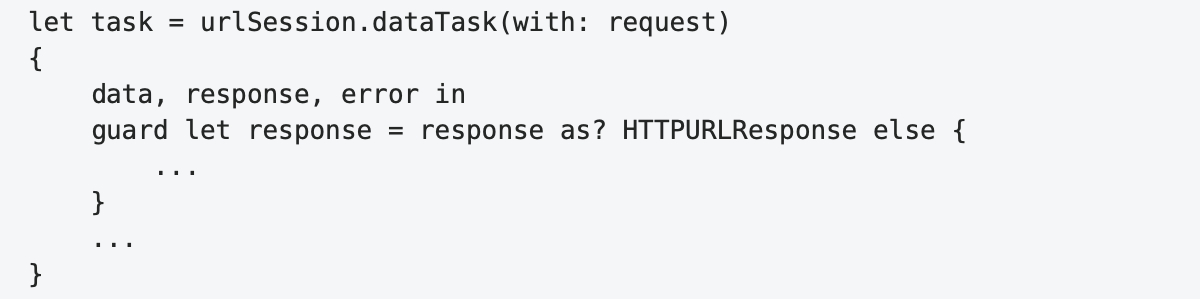 let task = urlSession.dataTask(with: request)
{
    data, response, error in
    guard let response = response as? HTTPURLResponse else {
        ...
    }
    ...
}